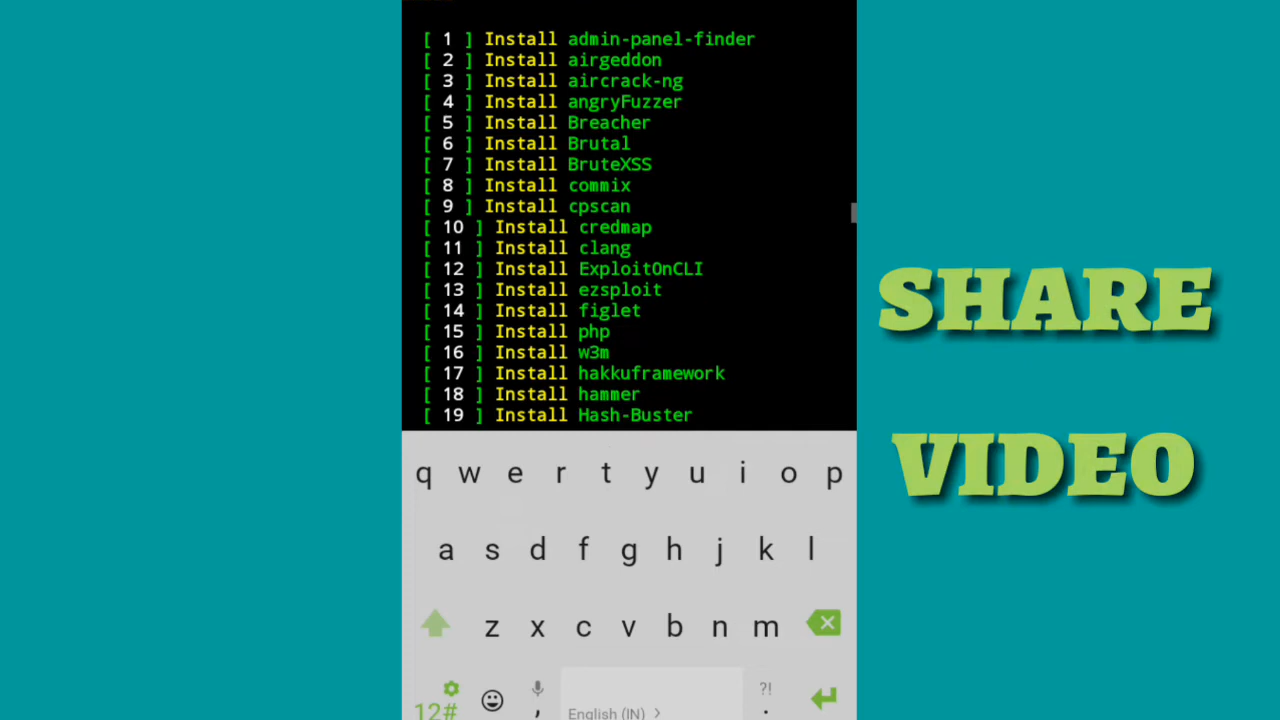 [ 1 ] Install admin-panel-finder
[ 2 ] Install airgeddon
[ 3 ] Install aircrack-ng
[ 4 ] Install angryFuzzer
[ 5 ] Install Breacher
[ 6 ] Install Brutal
[ 7 ] Install BruteXSS
[ 8 ] Install commix
[ 9 ] Install cpscan
[ 10 ] Install credmap
[ 11 ] Install clang
[ 12 ] Install ExploitOnCLI
[ 13 ] Install ezsploit
[ 14 ] Install figlet
[ 15 ] Install php
[ 16 ] Install w3m
[ 17 ] Install hakkuframework
[ 18 ] Install hammer
[ 19 ] Install Hash-Buster
q w e r t y u i o p
a s d f g h j k l
z x c v b n m
?!
12# , English (IN) > .
SHARE
VIDEO